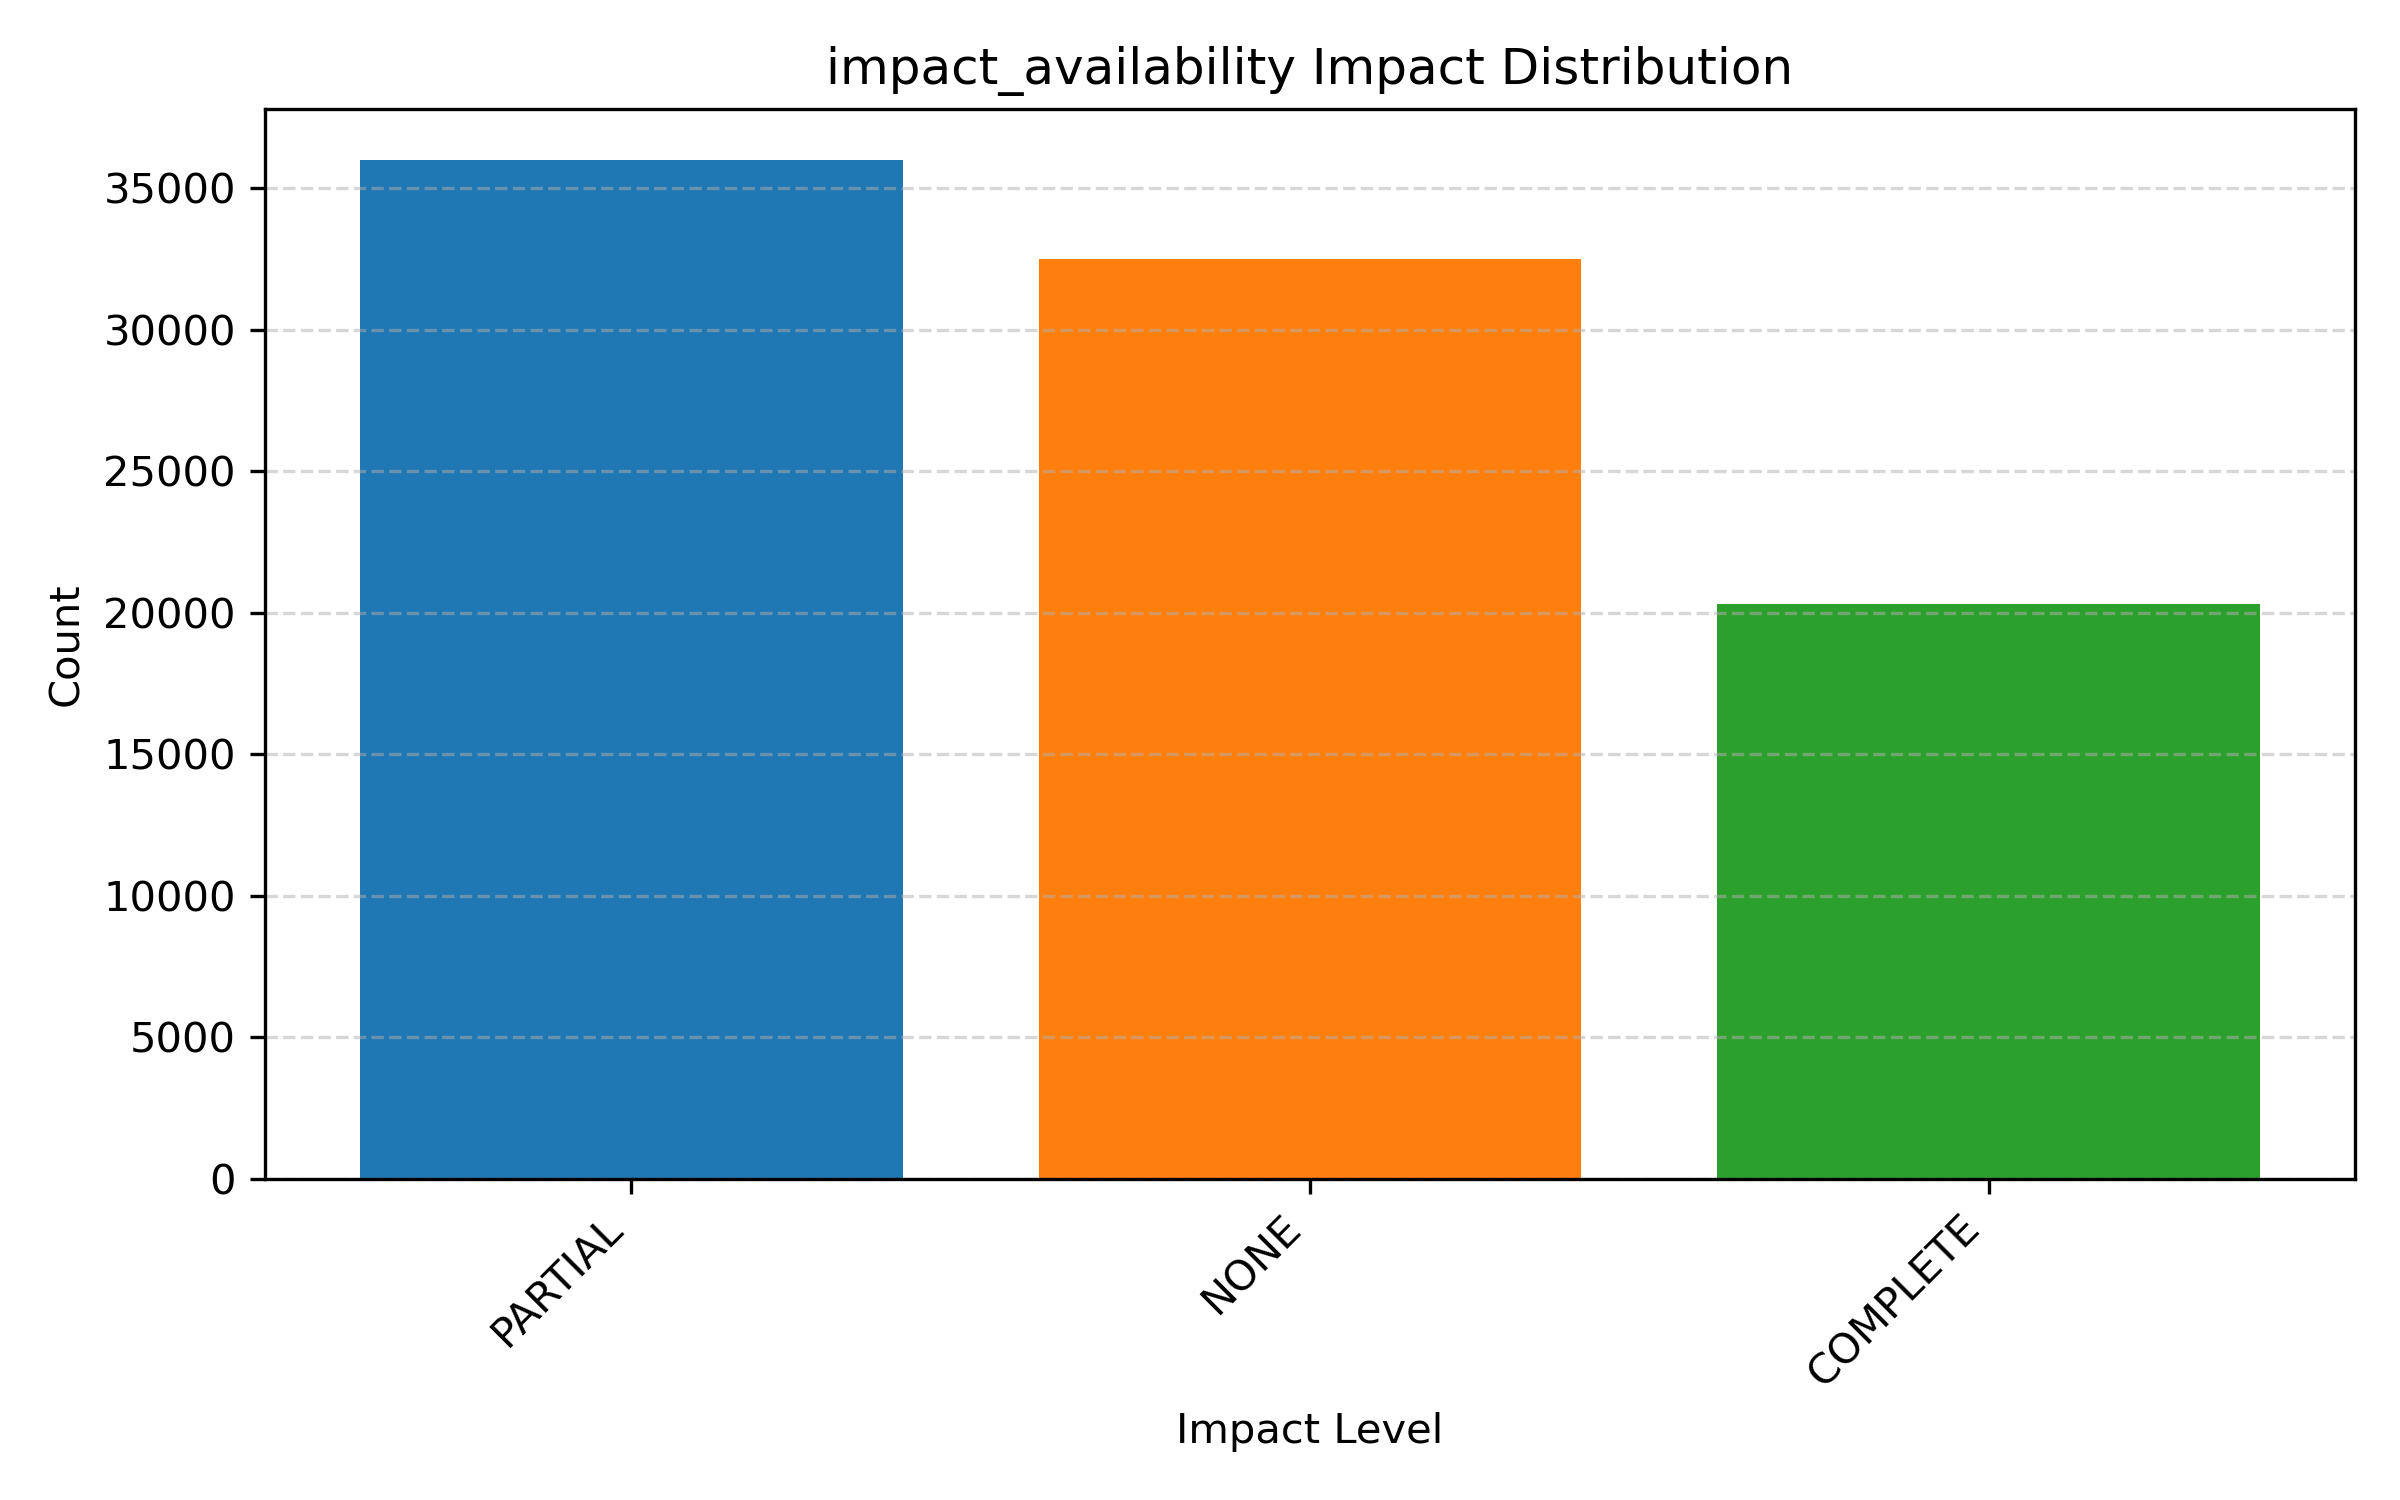 impact_availability Impact Distribution
35000
30000
25000
20000
15000
10000
5000
0
Count
PARTIAL
NONE
COMPLETE
Impact Level